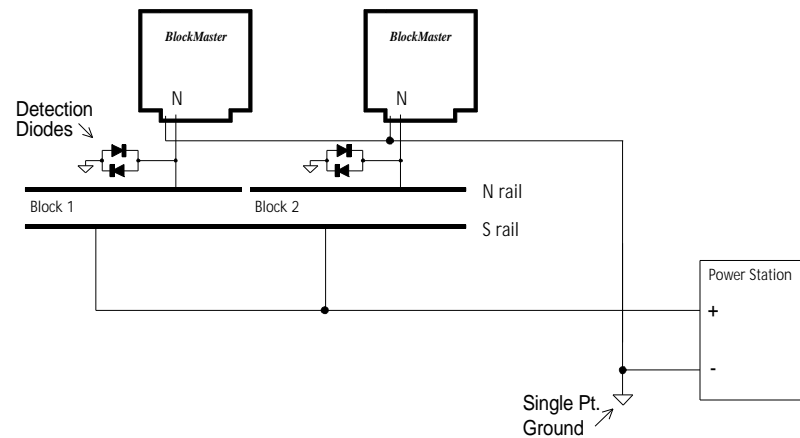 BlockMaster
BlockMaster
N
N
Detection
Diodes
N rail
Block 1
Block 2
S rail
Power Station
+
-
Single Pt.
Ground